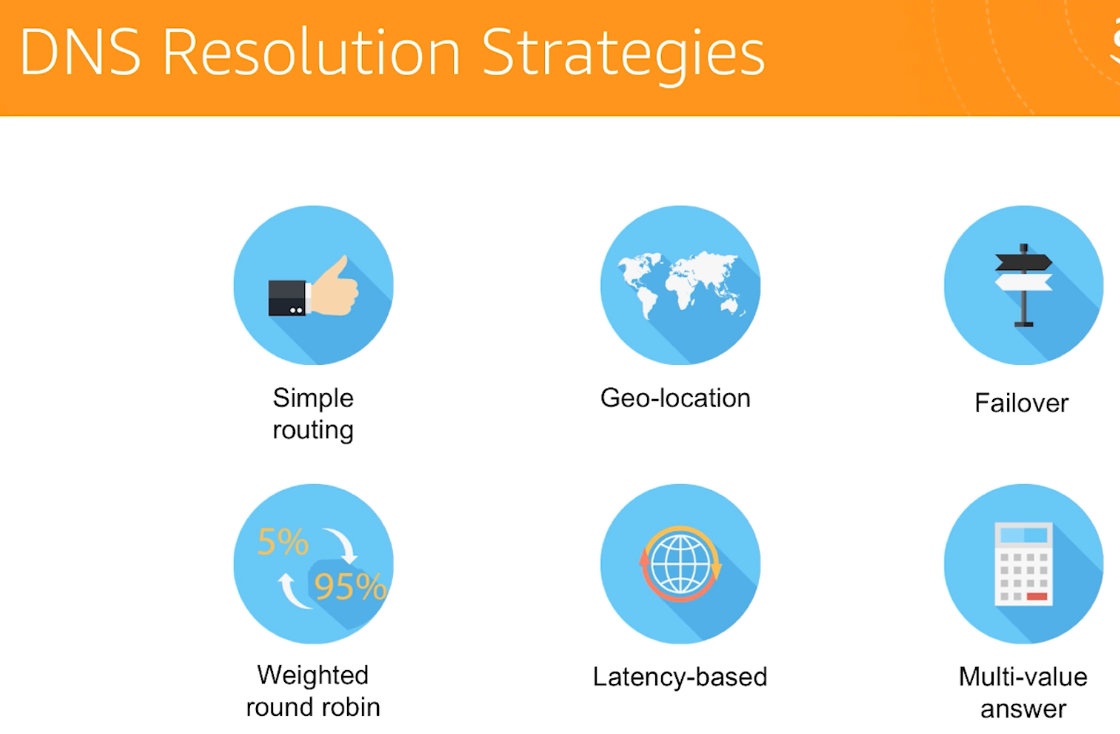 DNS Resolution Strategies
Simple
routing
Geo-location
Failover
5%
95%
Weighted
round robin
Latency-based
Multi-value
answer